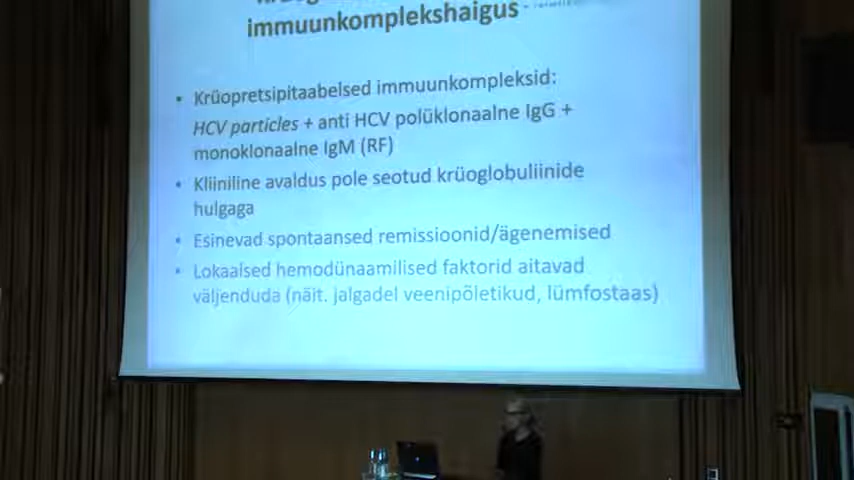 immuunkomplekshaigus -
• Krüopretsipitaabelsed immuunkompleksid:
HCV particles + anti HCV polüklonaalne IgG +
monoklonaalne IgM (RF)
• Kliiniline avaldus pole seotud krüoglobuliinide
hulgaga
• Esinevad spontaansed remissioonid/ägenemised
• Lokaalsed hemodünaamilised faktorid aitavad
väljenduda (näit. jalgadel veenipõletikud, lümfostaas)